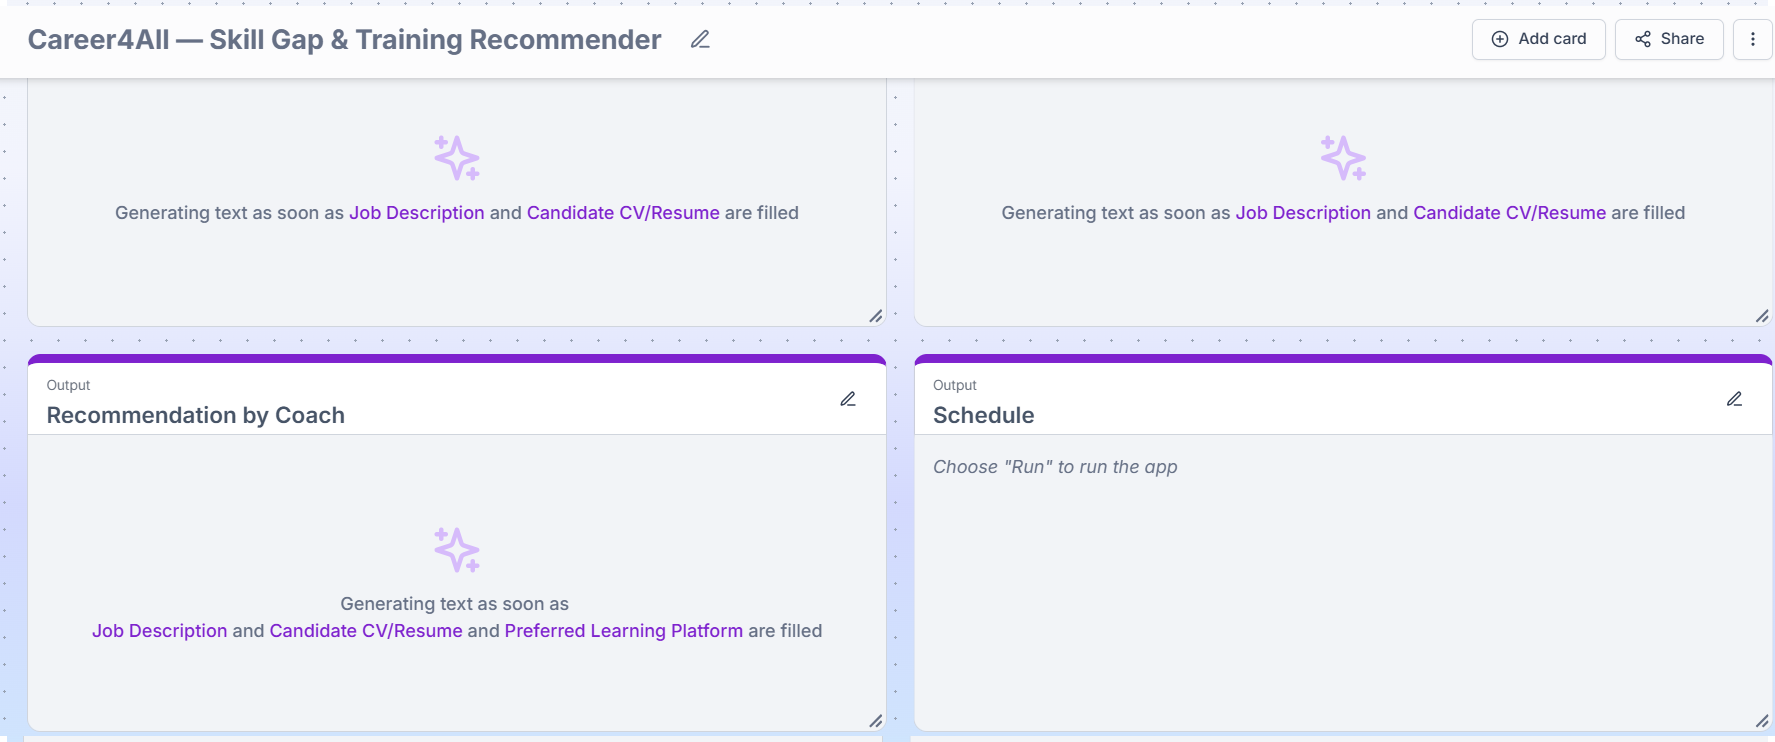 Career4All — Skill Gap & Training Recommender
Add card
Share
Generating text as soon as Job Description and Candidate CV/Resume are filled
Generating text as soon as Job Description and Candidate CV/Resume are filled
Output
Recommendation by Coach
Generating text as soon as
Job Description and Candidate CV/Resume and Preferred Learning Platform are filled
Output
Schedule
Choose "Run" to run the app